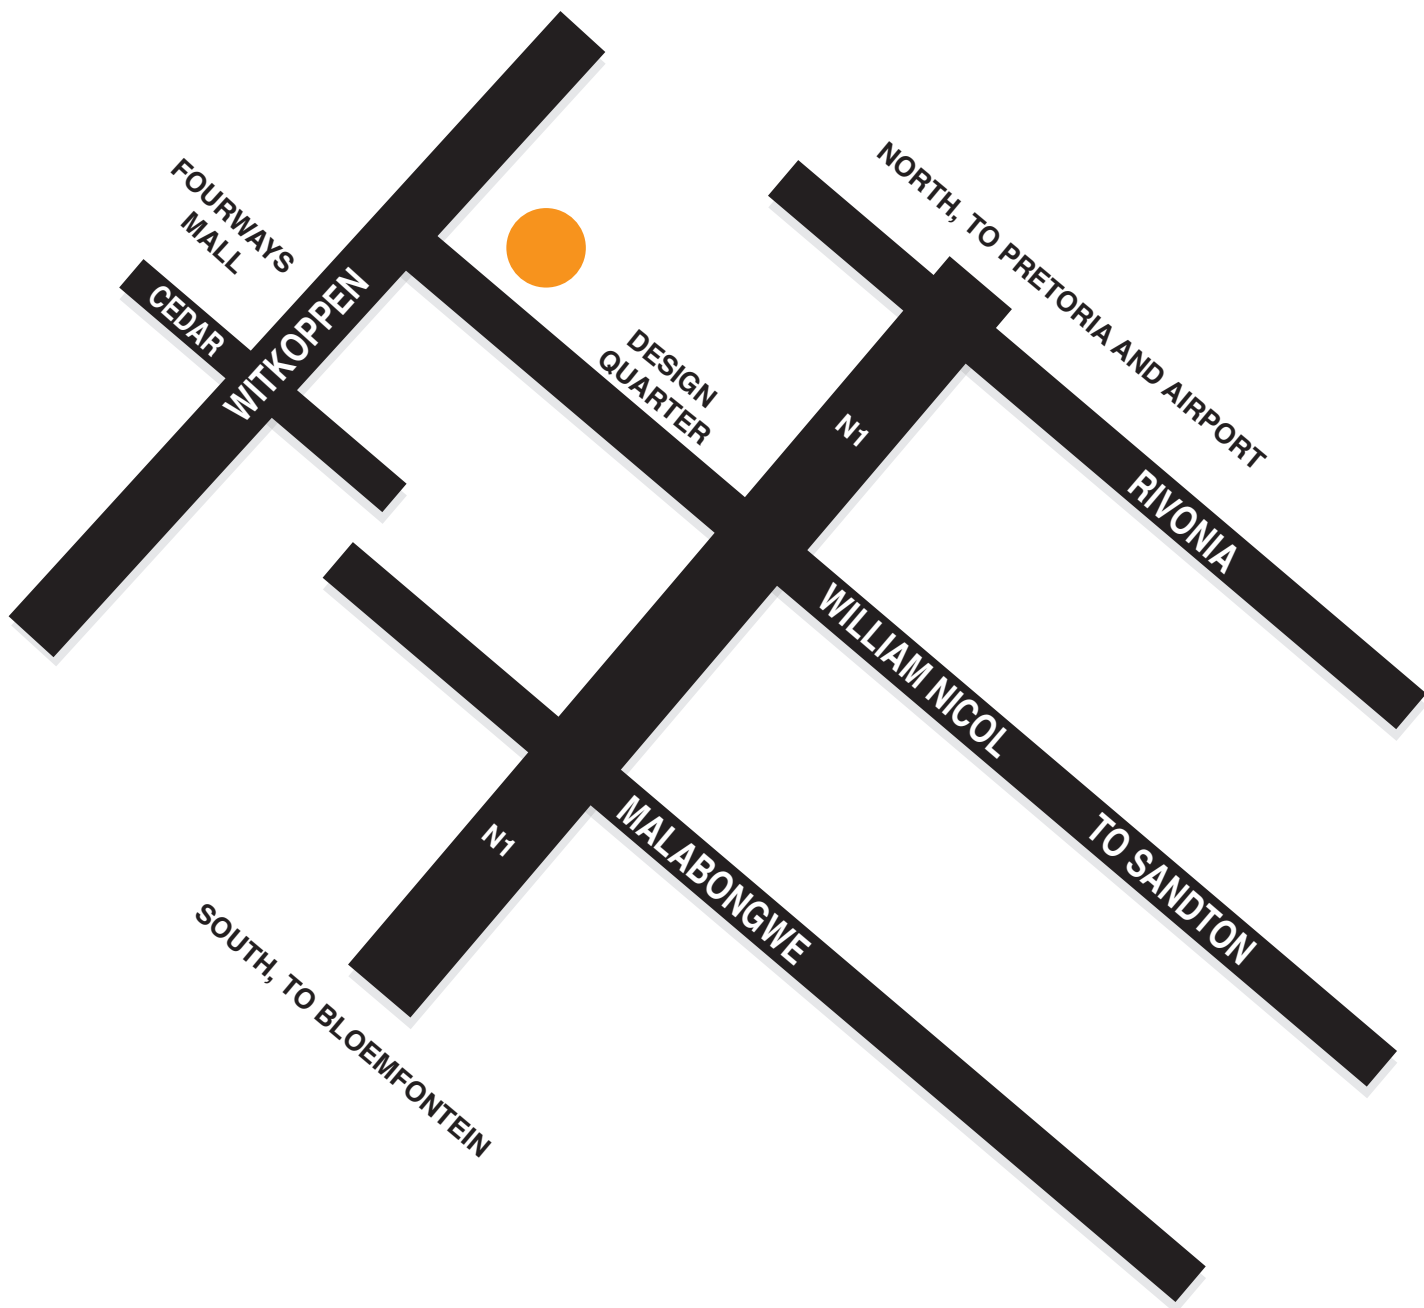 NORTH, TO PRETORIA AND AIRPORT
FOURWAYS
MALL
CEDAR
WITKOPPEN
DESIGN
QUARTER
N1
RIVONIA
WILLIAM NICOL
TO SANDTON
MALABONGWE
N1
SOUTH, TO BLOEMFONTEIN